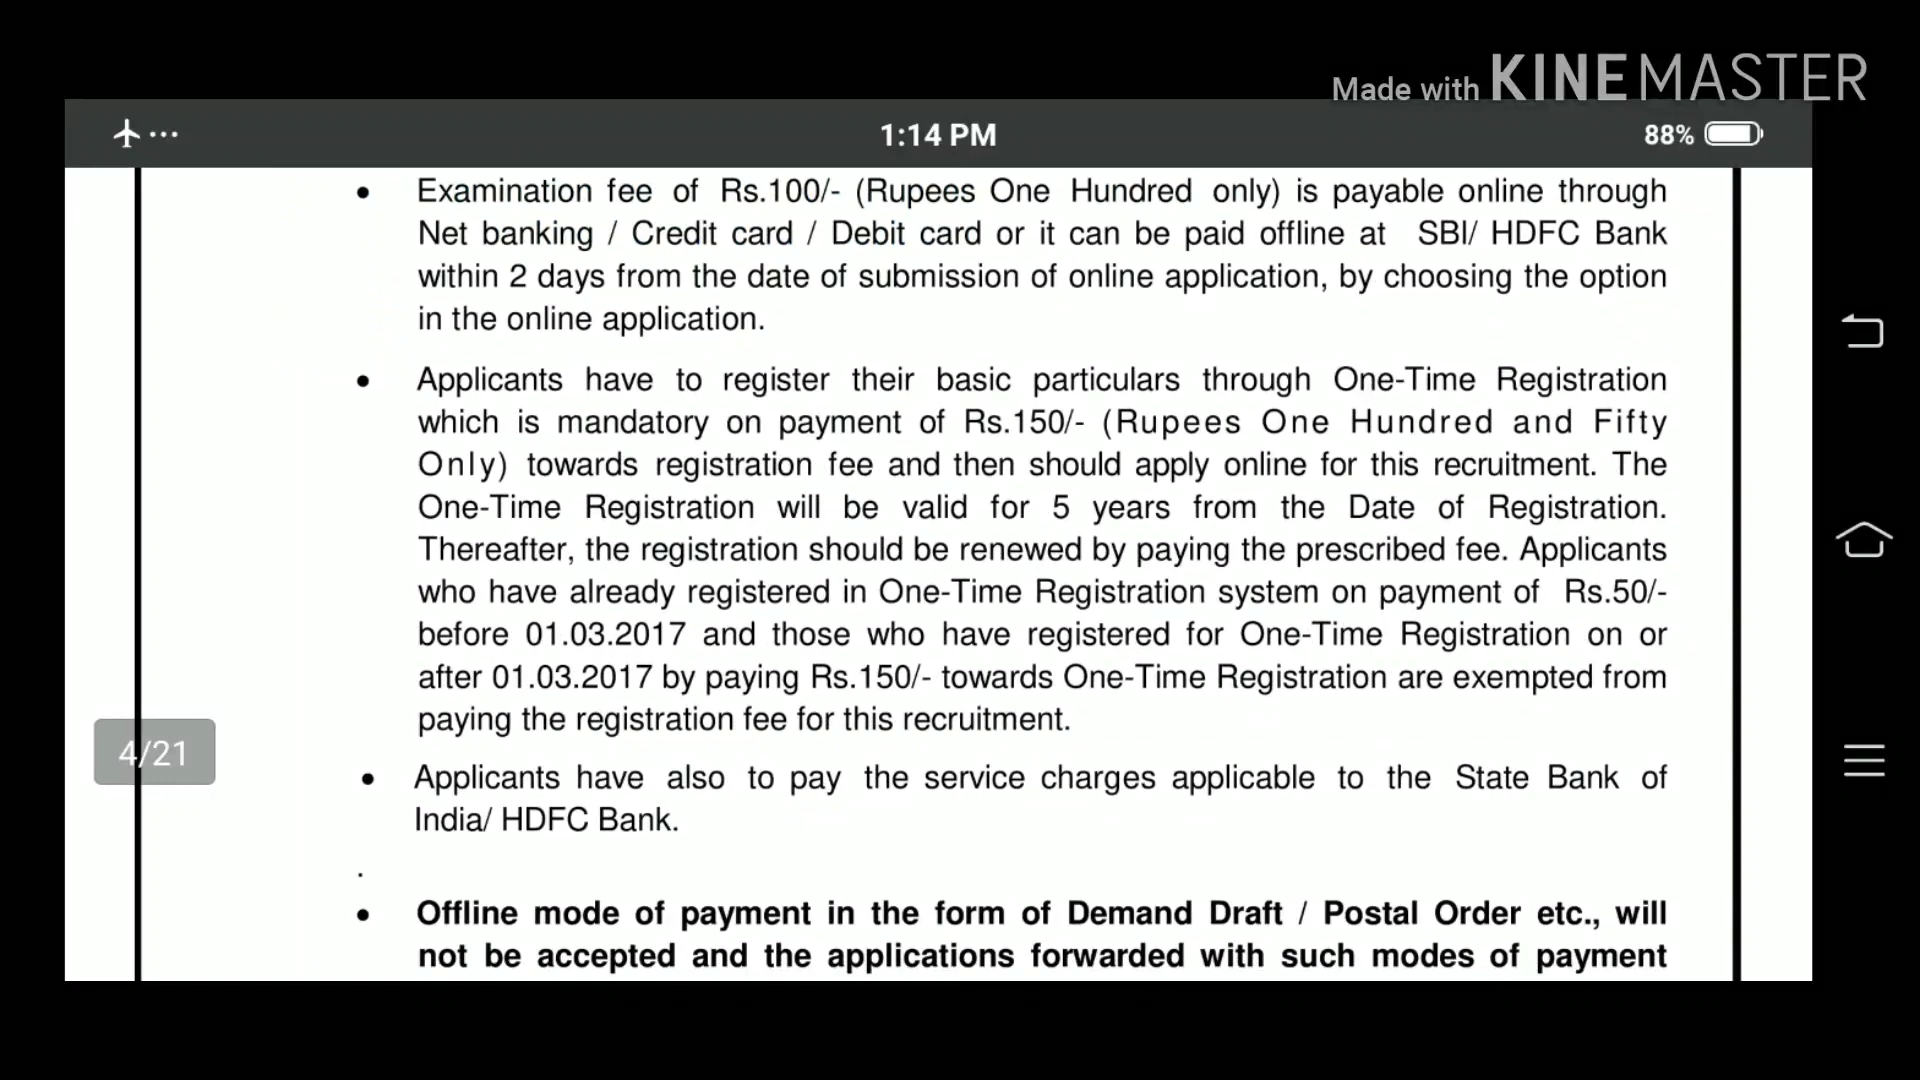 Made with KINEMASTER
1:14 PM
88%
• Examination fee of Rs.100/- (Rupees One Hundred only) is payable online through
Net banking / Credit card / Debit card or it can be paid offline at SBI/ HDFC Bank
within 2 days from the date of submission of online application, by choosing the option
in the online application.
• Applicants have to register their basic particulars through One-Time Registration
which is mandatory on payment of Rs.150/- (Rupees One Hundred and Fifty
Only) towards registration fee and then should apply online for this recruitment. The
One-Time Registration will be valid for 5 years from the Date of Registration.
Thereafter, the registration should be renewed by paying the prescribed fee. Applicants
who have already registered in One-Time Registration system on payment of Rs.50/-
before 01.03.2017 and those who have registered for One-Time Registration on or
after 01.03.2017 by paying Rs.150/- towards One-Time Registration are exempted from
paying the registration fee for this recruitment.
4/21
• Applicants have also to pay the service charges applicable to the State Bank of
India/ HDFC Bank.
.
• Offline mode of payment in the form of Demand Draft / Postal Order etc., will
not be accepted and the applications forwarded with such modes of payment